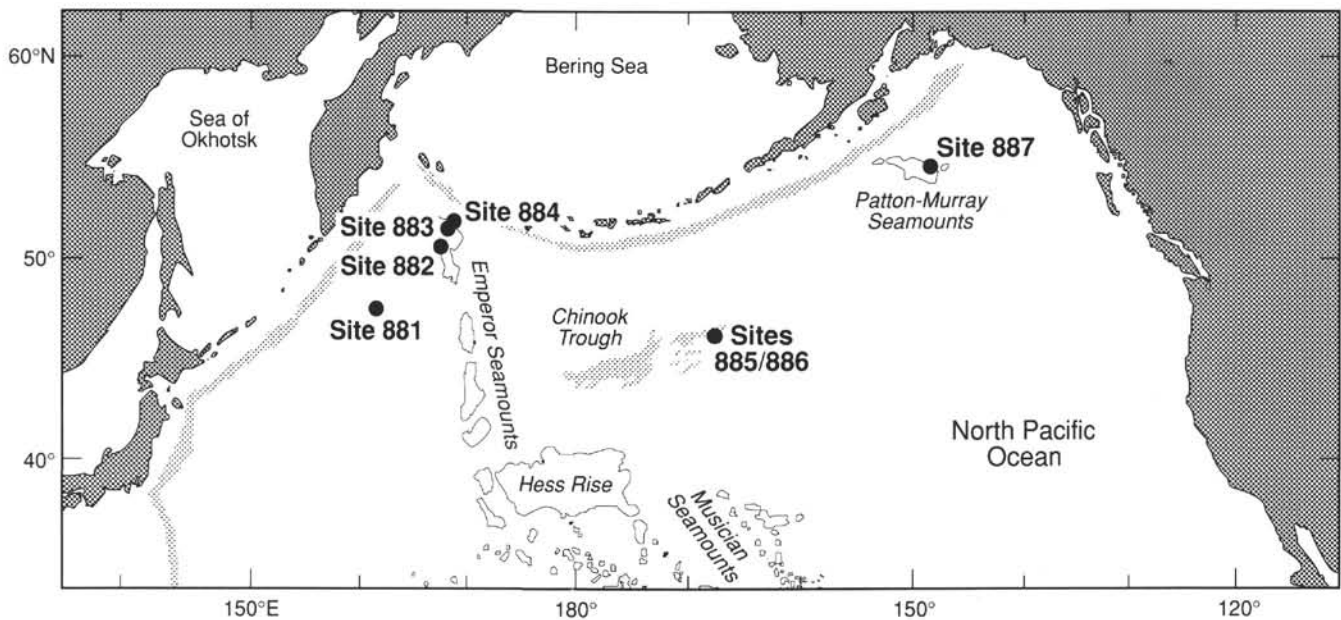 60°N
50°
40°
Bering Sea
Sea of
Okhotsk
Site 887
Patton-Murray
Seamounts
Site 884
Site 883
Site 882
Site 881
Emperor Seamounts
Chinook
Trough
Sites
885/886
North Pacific
Ocean
Hess Rise
Musician
Seamounts
150°E
180°
150°
120°